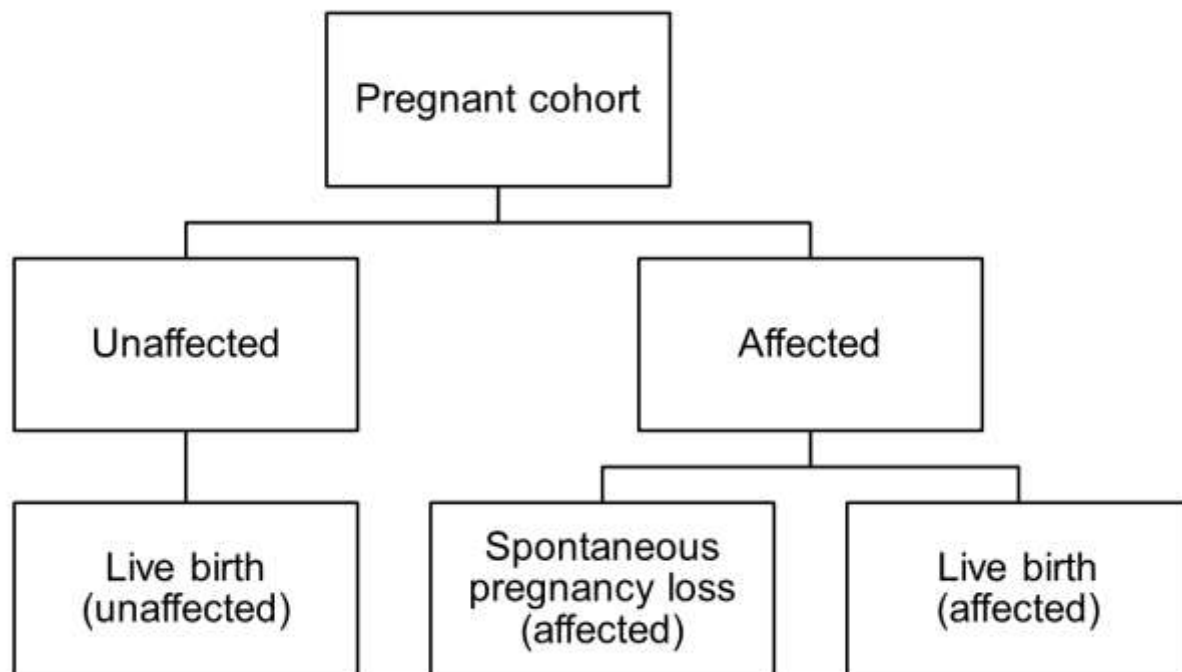 Pregnant cohort
Unaffected
Affected
Live birth
(unaffected)
Spontaneous
pregnancy loss
(affected)
Live birth
(affected)